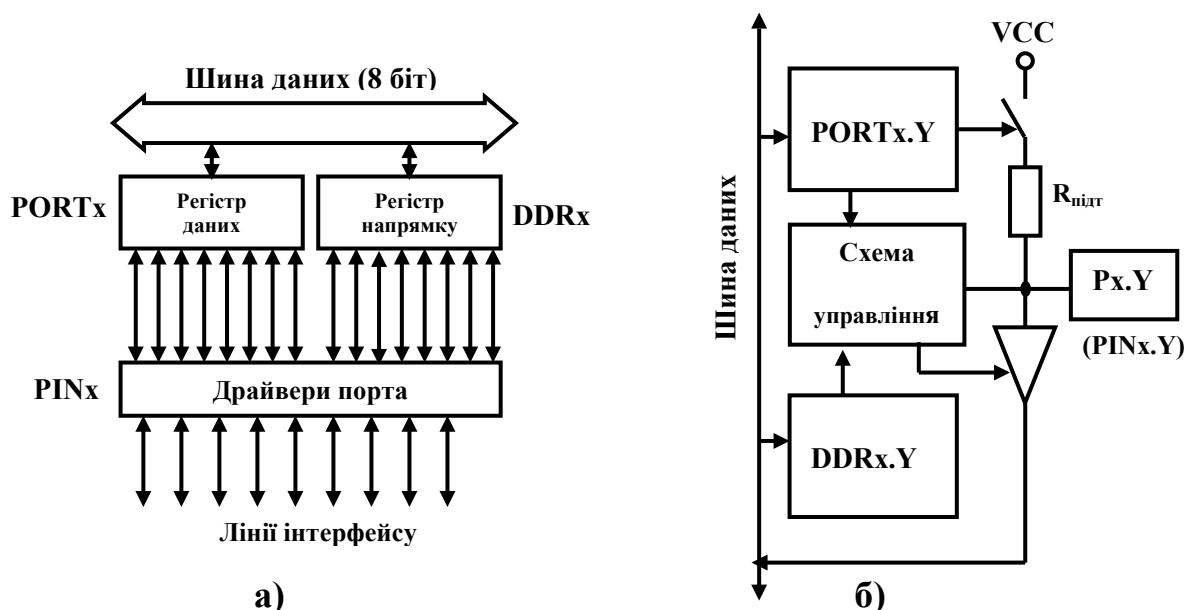 Шина даних (8 біт)
PORTx
Регістр
даних
Регістр
напрямку
DDRx
PINx
Драйвери порта
Лінії інтерфейсу
а)
VCC
Шина даних
PORTx.Y
Rпідт
Схема
управління
Px.Y
(PINx.Y)
DDRx.Y
б)